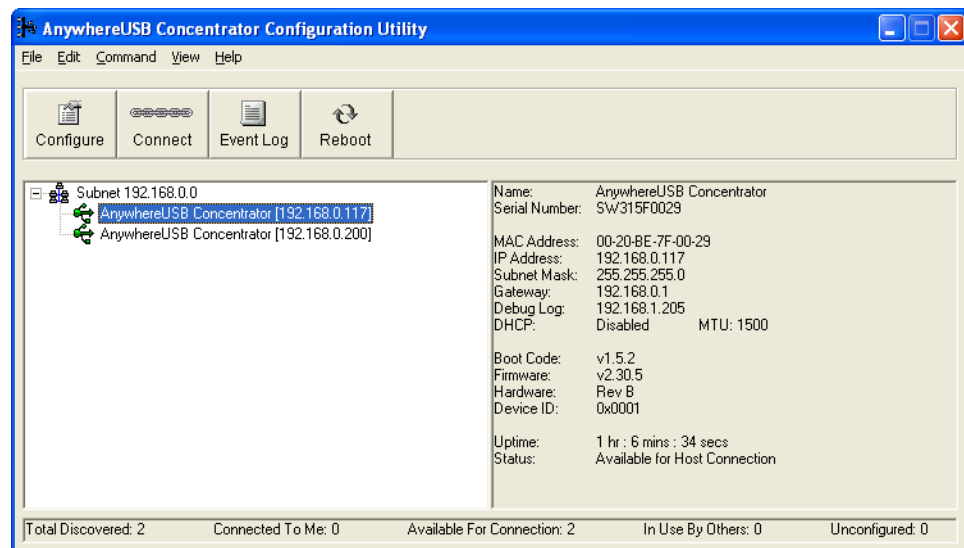 AnywhereUSB Concentrator Configuration Utility
File Edit Command View Help
Configure Connect Event Log Reboot
Subnet 192.168.0.0
AnywhereUSB Concentrator [192.168.0.117]
AnywhereUSB Concentrator [192.168.0.200]
Name: AnywhereUSB Concentrator
Serial Number: SW315F0029
MAC Address: 00-20-BE-7F-00-29
IP Address: 192.168.0.117
Subnet Mask: 255.255.255.0
Gateway: 192.168.0.1
Debug Log: 192.168.1.205
DHCP: Disabled MTU: 1500
Boot Code: v1.5.2
Firmware: v2.30.5
Hardware: Rev B
Device ID: 0x0001
Uptime: 1 hr : 6 mins : 34 secs
Status: Available for Host Connection
Total Discovered: 2 Connected To Me: 0 Available For Connection: 2 In Use By Others: 0 Unconfigured: 0